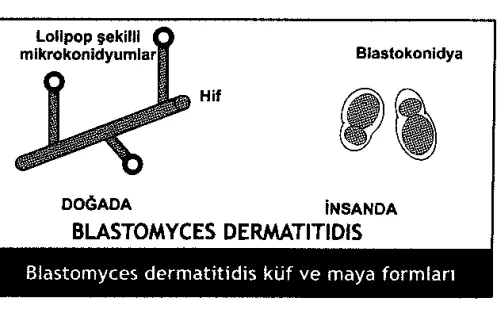 Lolipop şekilli
mikrokonidyumlar
Hif
Blastokonidya
DOĞADA
İNSANDA
BLASTOMYCES DERMATITIDIS
Blastomyces dermatitidis küf ve maya formları